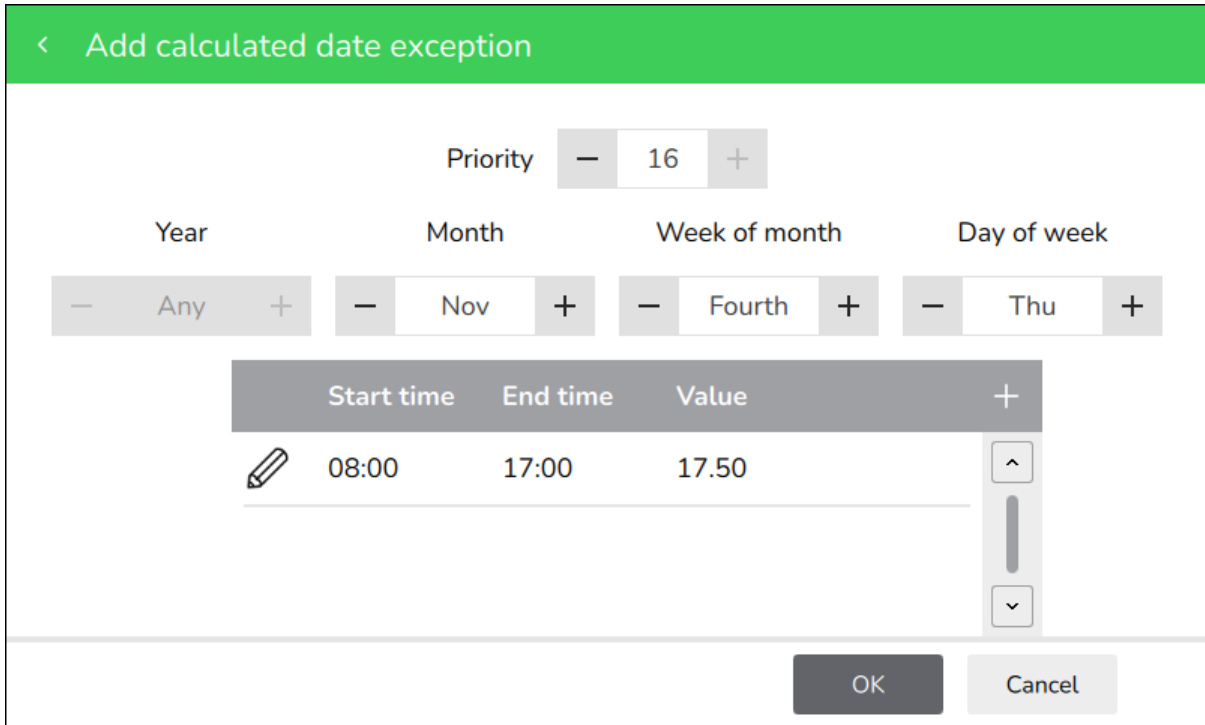 Add calculated date exception
Priority − 16 +
Year Month Week of month Day of week
− Any + − Nov + − Fourth + − Thu +
Start time End time Value +
08:00 17:00 17.50
OK Cancel